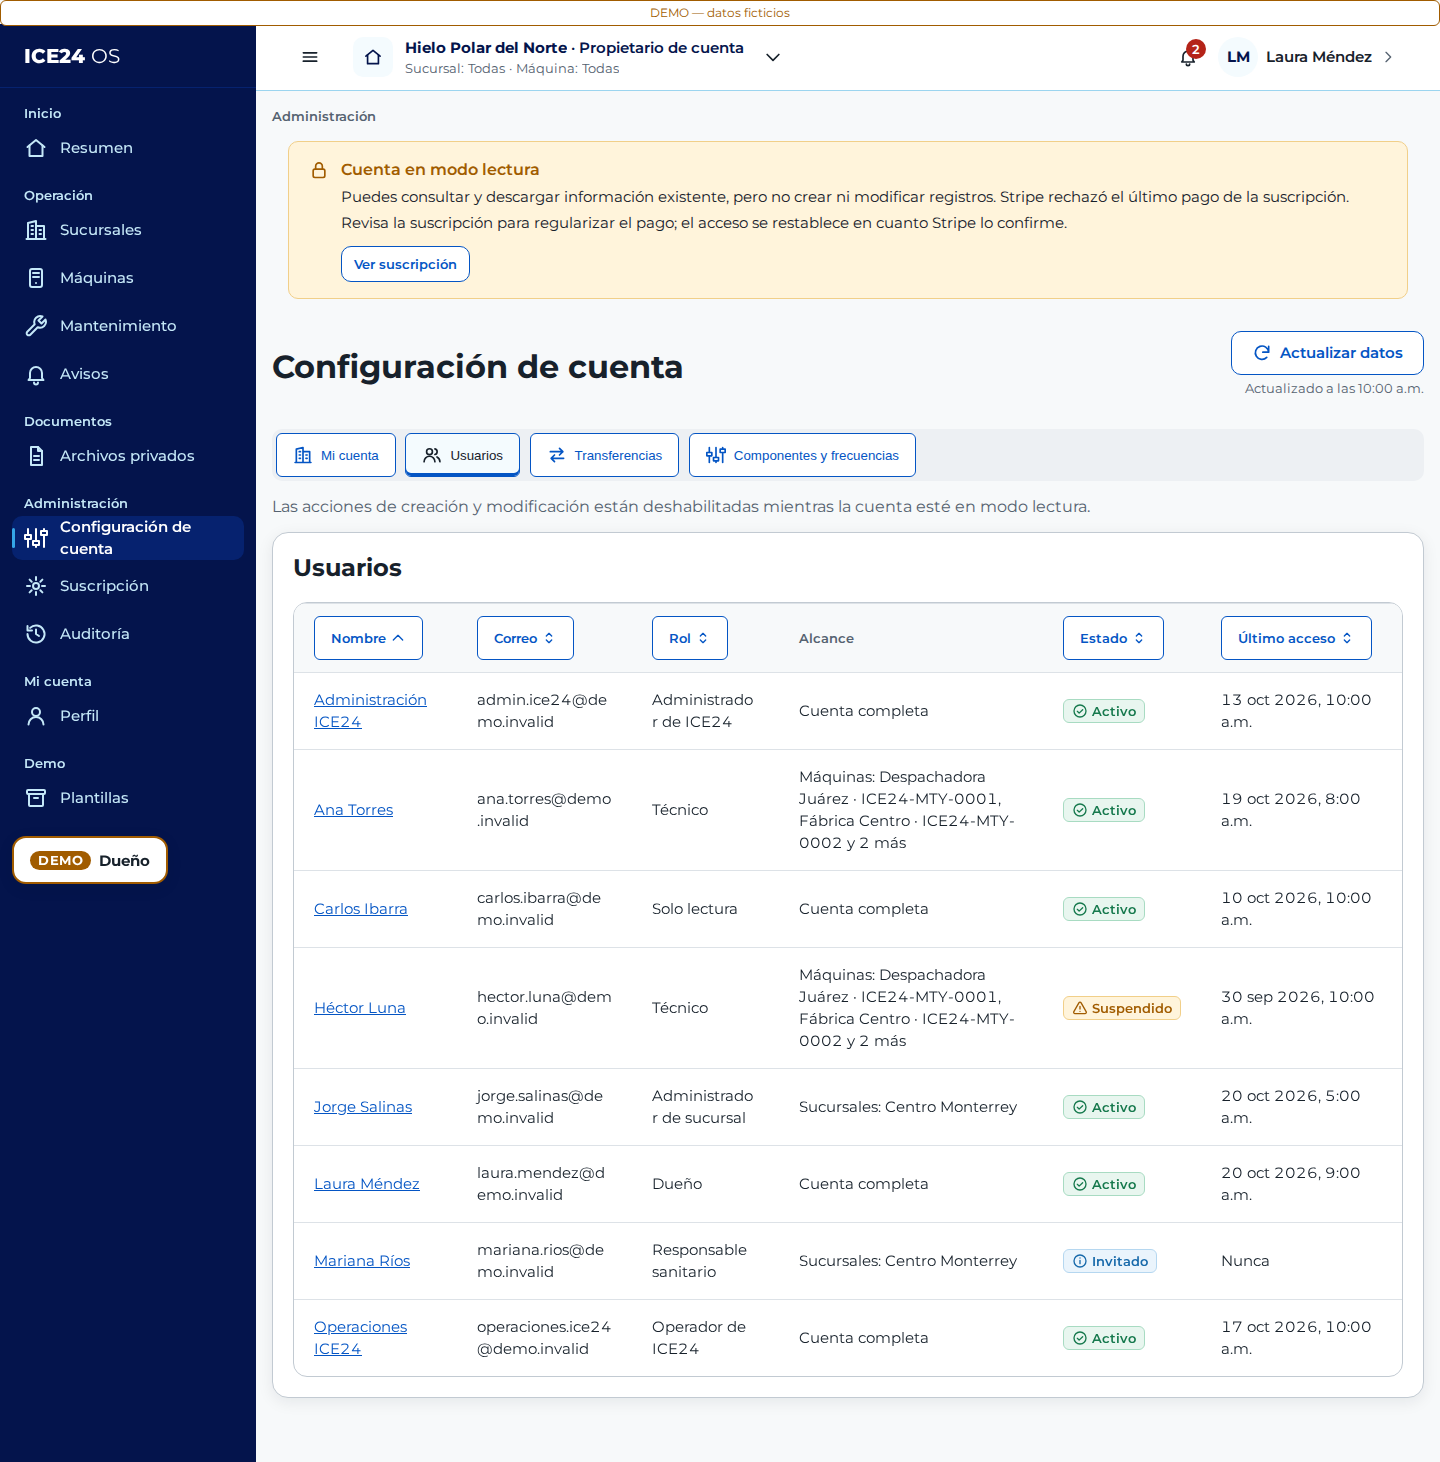 DEMO — datos ficticios
ICE24 OS
Inicio
Resumen
Operación
Sucursales
Máquinas
Mantenimiento
Avisos
Documentos
Archivos privados
Administración
Configuración de
cuenta
Suscripción
Auditoría
Mi cuenta
Perfil
Demo
Plantillas
DEMO Dueño
Hielo Polar del Norte · Propietario de cuenta
Sucursal: Todas · Máquina: Todas
2
LM Laura Méndez
Administración
Cuenta en modo lectura
Puedes consultar y descargar información existente, pero no crear ni modificar registros. Stripe rechazó el último pago de la suscripción.
Revisa la suscripción para regularizar el pago; el acceso se restablece en cuanto Stripe lo confirme.
Ver suscripción
Configuración de cuenta
Actualizar datos
Actualizado a las 10:00 a.m.
Mi cuenta Usuarios Transferencias Componentes y frecuencias
Las acciones de creación y modificación están deshabilitadas mientras la cuenta esté en modo lectura.
Usuarios
Nombre Correo Rol Alcance Estado Último acceso
Administración
ICE24
admin.ice24@de
mo.invalid
Administrado
r de ICE24
Cuenta completa
Activo
13 oct 2026, 10:00
a.m.
Ana Torres
ana.torres@demo
.invalid
Técnico
Máquinas: Despachadora
Juárez · ICE24-MTY-0001,
Fábrica Centro · ICE24-MTY-
0002 y 2 más
Activo
19 oct 2026, 8:00
a.m.
Carlos Ibarra
carlos.ibarra@de
mo.invalid
Solo lectura
Cuenta completa
Activo
10 oct 2026, 10:00
a.m.
Héctor Luna
hector.luna@dem
o.invalid
Técnico
Máquinas: Despachadora
Juárez · ICE24-MTY-0001,
Fábrica Centro · ICE24-MTY-
0002 y 2 más
Suspendido
30 sep 2026, 10:00
a.m.
Jorge Salinas
jorge.salinas@de
mo.invalid
Administrado
r de sucursal
Sucursales: Centro Monterrey
Activo
20 oct 2026, 5:00
a.m.
Laura Méndez
laura.mendez@d
emo.invalid
Dueño
Cuenta completa
Activo
20 oct 2026, 9:00
a.m.
Mariana Ríos
mariana.rios@de
mo.invalid
Responsable
sanitario
Sucursales: Centro Monterrey
Invitado
Nunca
Operaciones
ICE24
operaciones.ice24
@demo.invalid
Operador de
ICE24
Cuenta completa
Activo
17 oct 2026, 10:00
a.m.